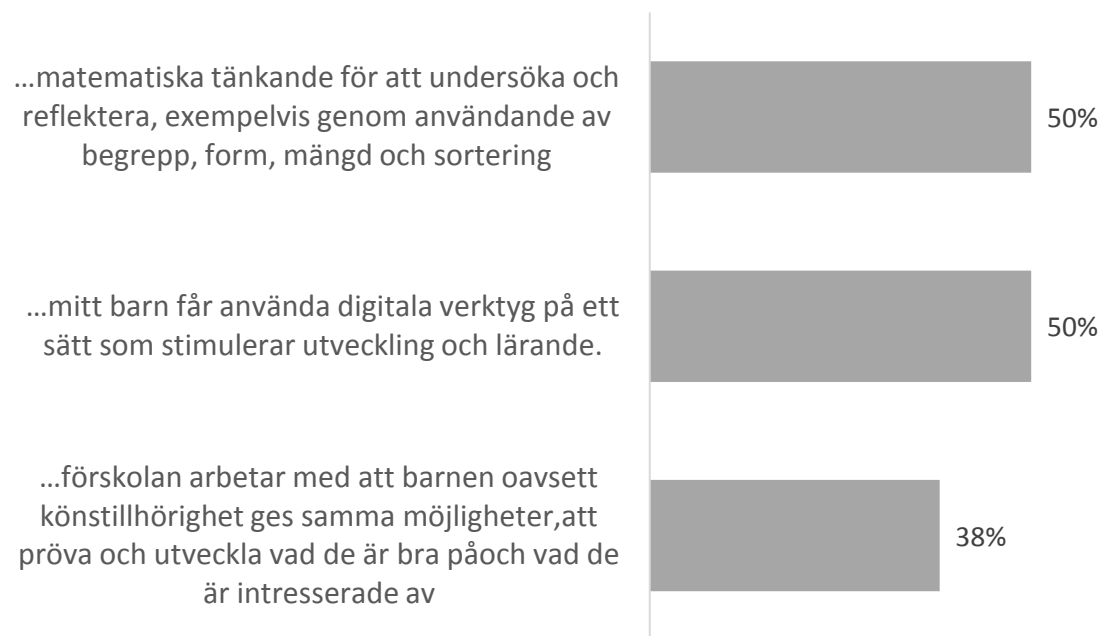 …matematiska tänkande för att undersöka och
reflektera, exempelvis genom användande av
begrepp, form, mängd och sortering
50%
…mitt barn får använda digitala verktyg på ett
sätt som stimulerar utveckling och lärande.
50%
…förskolan arbetar med att barnen oavsett
könstillhörighet ges samma möjligheter,att
pröva och utveckla vad de är bra påoch vad de
är intresserade av
38%